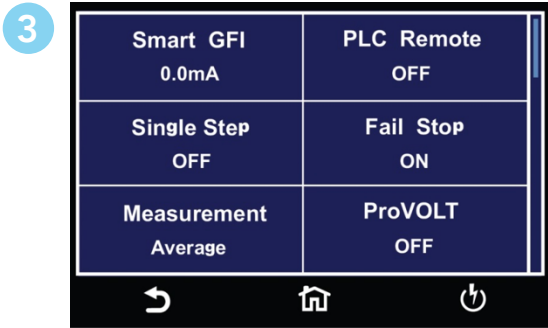 3
Smart GFI
0.0mA
PLC Remote
OFF
Single Step
OFF
Fail Stop
ON
Measurement
Average
ProVOLT
OFF